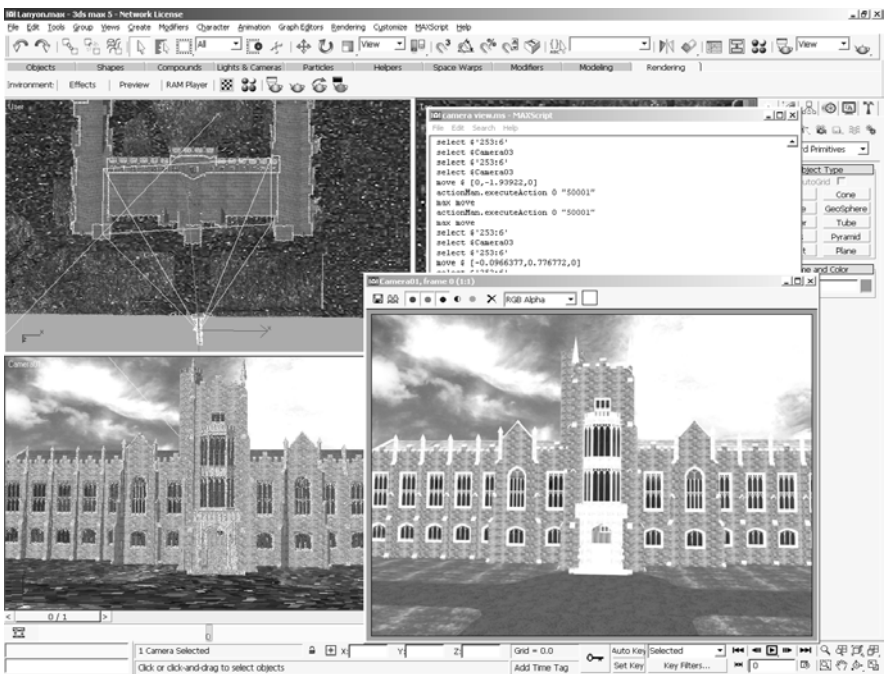 Lanyon.max - 3ds max 5 - Network License
File Edit Tools Group Views Create Modifiers Character Animation Graph Editors Rendering Customize MAXScript Help
All View View
Objects Shapes Compounds Lights & Cameras Particles Helpers Space Warps Modifiers Modeling Rendering
Environment: Effects Preview RAM Player
User
camera view.ms - MAXScript
File Edit Search Help
select $'253:6'
select $Camera03
select $'253:6'
select $Camera03
move $ [0,-1.93922,0]
actionMan.executeAction 0 "50001"
max move
actionMan.executeAction 0 "50001"
max move
select $'253:6'
select $Camera03
select $'253:6'
move $ [-0.0966377,0.776772,0]
d Primitives
Object Type
AutoGrid
Cone
GeoSphere
Tube
Pyramid
Plane
me and Color
Camera01, frame 0 (1:1)
RGB Alpha
0 / 1
0
1 Camera Selected X: Y: Z: Grid = 0.0 Auto Key Selected
Click or click-and-drag to select objects Add Time Tag Set Key Key Filters... 0